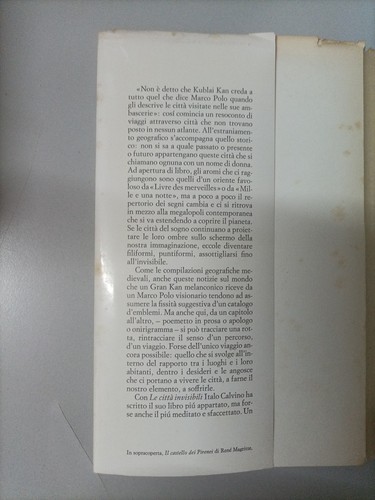 «Non è detto che Kublai Kan creda a
tutto quel che dice Marco Polo quando
gli descrive le città visitate nelle sue am-
bascerie»: cosí comincia un resoconto di
viaggi attraverso città che non trovano
posto in nessun atlante. All'estraniamen-
to geografico s'accompagna quello stori-
co: non si sa a quale passato o presente
o futuro appartengano queste città che si
chiamano ognuna con un nome di donna.
Ad apertura di libro, gli aromi che ci rag-
giungono sono quelli d'un oriente favo-
loso da «Livre des merveilles» o da «Mil-
le e una notte», ma a poco a poco il re-
pertorio dei segni cambia e ci si ritrova
in mezzo alla megalopoli contemporanea
che si va estendendo a coprire il pianeta.
Se le città del sogno continuano a proiet-
tare le loro ombre sullo schermo della
nostra immaginazione, eccole diventare
filiformi, puntiformi, assottigliarsi fino
all'invisibile.
Come le compilazioni geografiche me-
dievali, anche queste notizie sul mondo
che un Gran Kan melanconico riceve da
un Marco Polo visionario tendono ad as-
sumere la fissità suggestiva d'un catalogo
d'emblemi. Ma anche qui, da un capitolo
all'altro, – poemetto in prosa o apologo
o onirigramma – si può tracciare una rot-
ta, rintracciare il senso d'un percorso,
d'un viaggio. Forse dell'unico viaggio an-
cora possibile: quello che si svolge all'in-
terno del rapporto tra i luoghi e i loro
abitanti, dentro i desideri e le angosce
che ci portano a vivere le città, a farne il
nostro elemento, a soffrirle.
Con Le città invisibili Italo Calvino ha
scritto il suo libro piú appartato, ma for-
se anche il piú meditato e sfaccettato. Un
In sopraccoperta, Il castello dei Pirenei di René Magritte.